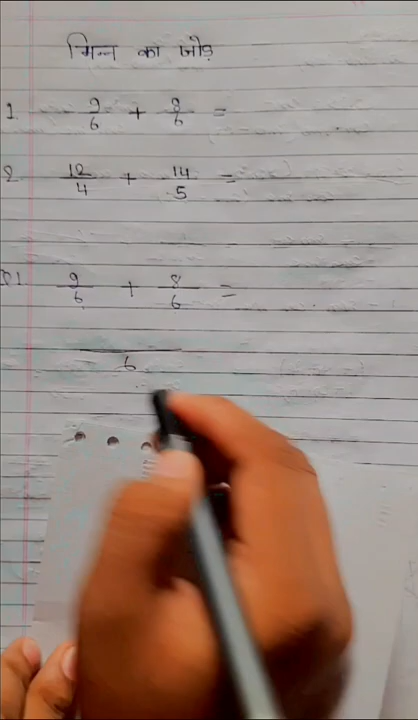 भिन्न का जोड़
1. 9/6 + 8/6 =
2 12/4 + 14/5 =
Q1 9/6 + 8/6 =
/6